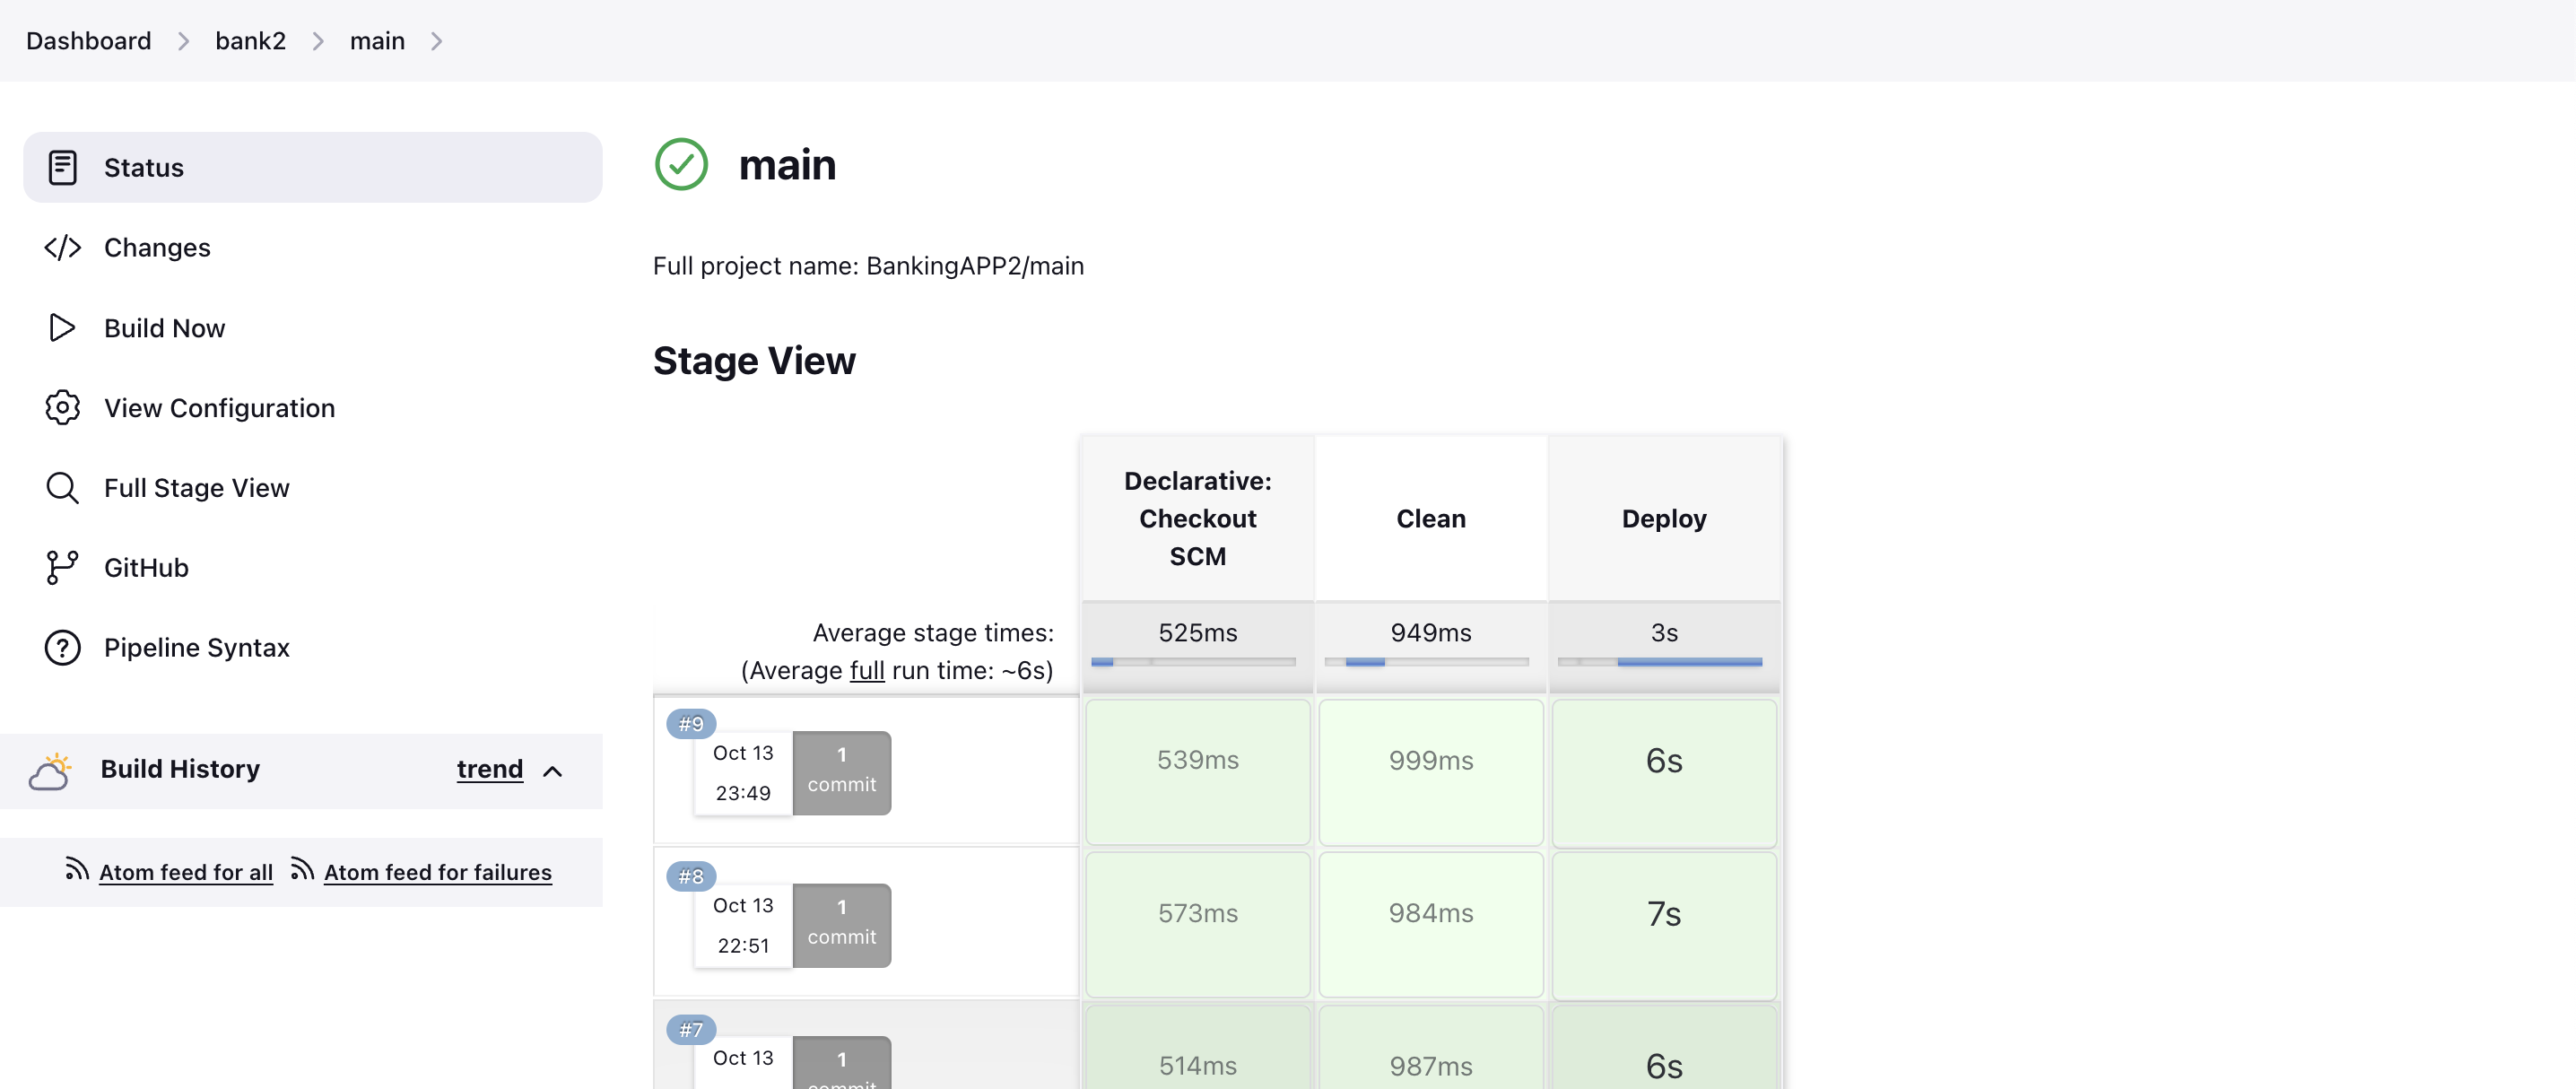 Dashboard
bank2
main
Status
Changes
Build Now
View Configuration
Full Stage View
GitHub
? Pipeline Syntax
Build History
trend
Atom feed for all
Atom feed for failures
main
Full project name: BankingAPP2/main
Stage View
Declarative:
Checkout
SCM
Clean
Deploy
Average stage times:
(Average full run time: ~6s)
525ms
949ms
3s
#9
Oct 13
23:49
1
commit
539ms
999ms
6s
#8
Oct 13
22:51
1
commit
573ms
984ms
7s
#7
Oct 13
1
commit
514ms
987ms
6s